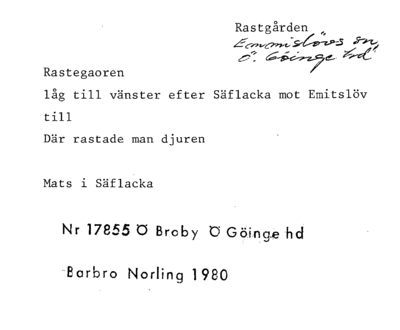 Rastgården
Emmislövs sn,
Ö. Göinge hd
Rastegaoren
låg till vänster efter Säflacka mot Emitslöv
till
Där rastade man djuren
Mats i Säflacka
Nr 17855 Ö Broby Ö Göinge hd
Barbro Norling 1980